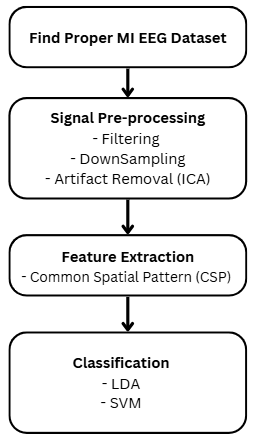 Find Proper MI EEG Dataset
Signal Pre-processing
- Filtering
- DownSampling
- Artifact Removal (ICA)
Feature Extraction
- Common Spatial Pattern (CSP)
Classification
- LDA
- SVM